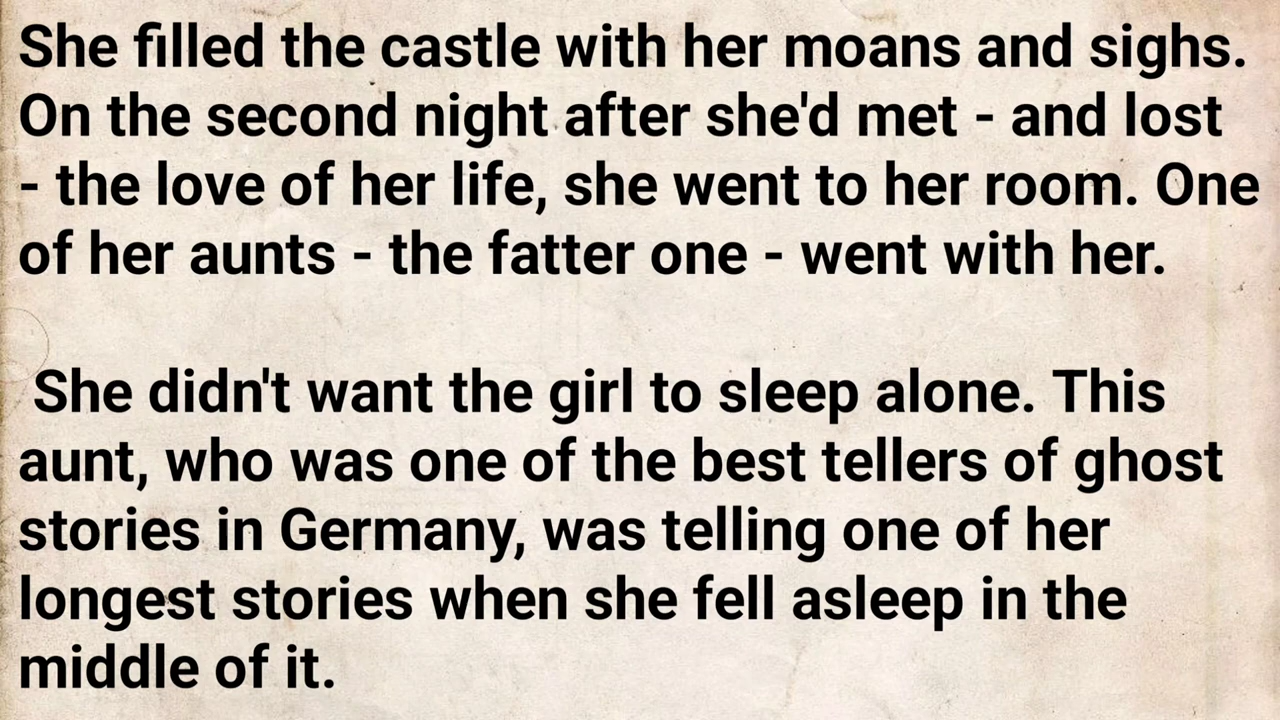 She filled the castle with her moans and sighs.
On the second night after she'd met - and lost
- the love of her life, she went to her room. One
of her aunts - the fatter one - went with her.
She didn't want the girl to sleep alone. This
aunt, who was one of the best tellers of ghost
stories in Germany, was telling one of her
longest stories when she fell asleep in the
middle of it.